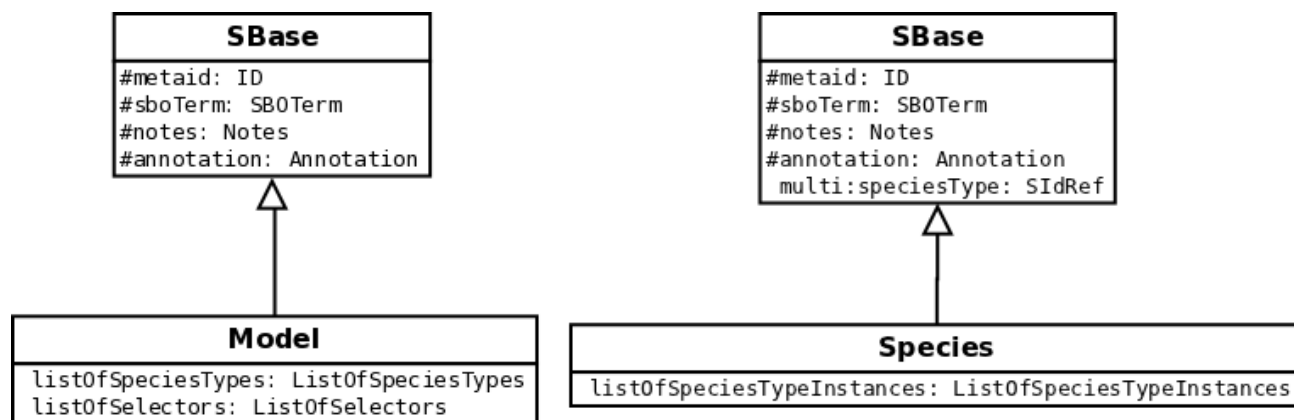 SBase
#metaid: ID
#sboTerm: SBOTerm
#notes: Notes
#annotation: Annotation
Model
listOfSpeciesTypes: ListOfSpeciesTypes
listOfSelectors: ListOfSelectors
SBase
#metaid: ID
#sboTerm: SBOTerm
#notes: Notes
#annotation: Annotation
multi:speciesType: SIdRef
Species
listOfSpeciesTypeInstances: ListOfSpeciesTypeInstances